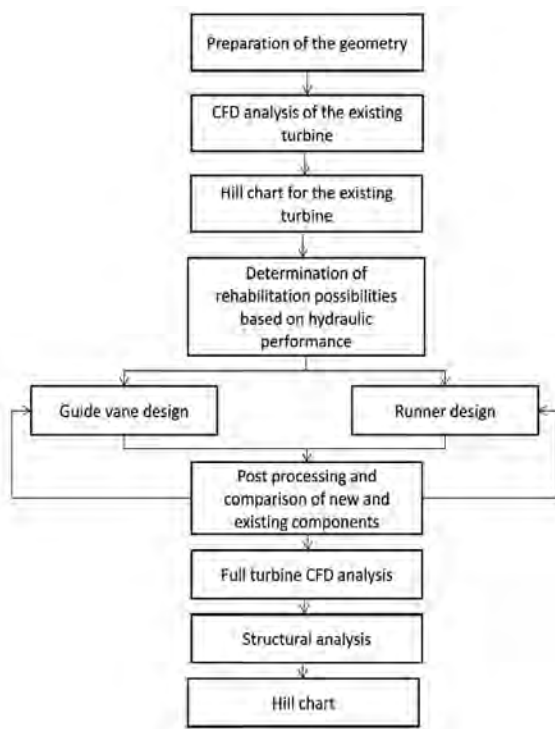 Preparation of the geometry
CFD analysis of the existing
turbine
Hill chart for the existing
turbine
Determination of
rehabilitation possibilities
based on hydraulic
performance
Guide vane design
Runner design
Post processing and
comparison of new and
existing components
Full turbine CFD analysis
Structural analysis
Hill chart